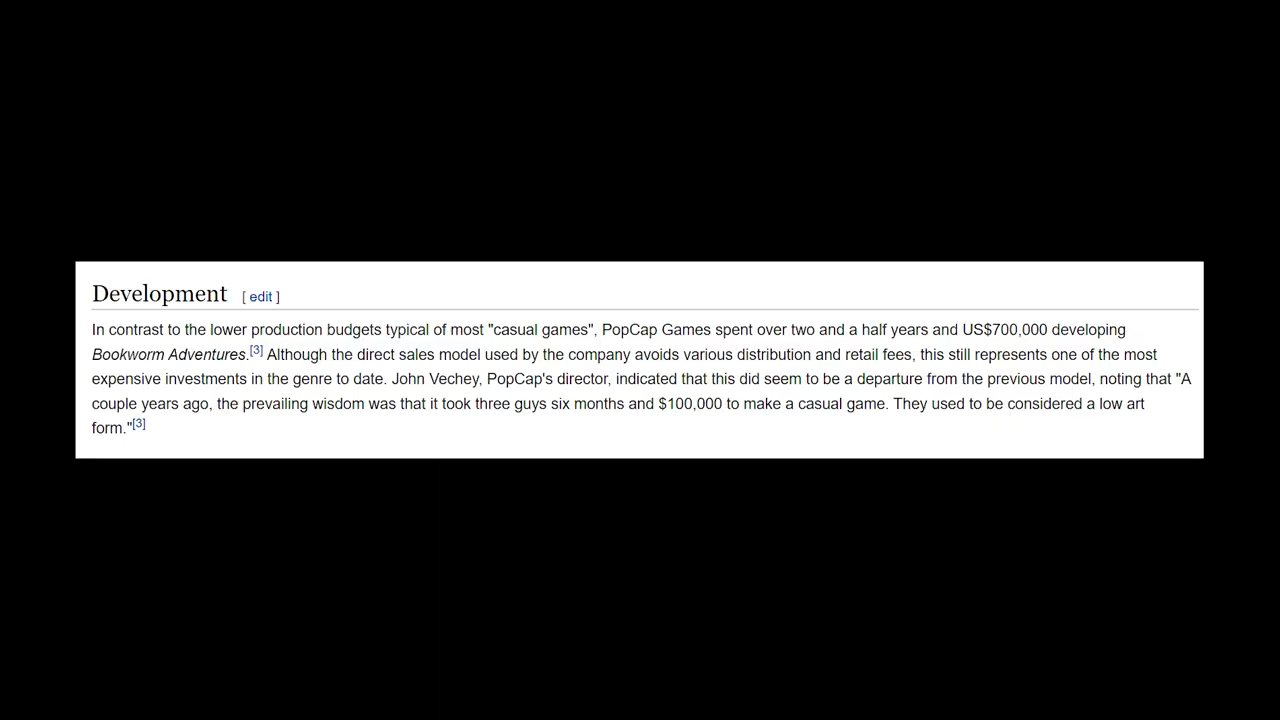 Development [ edit ]
In contrast to the lower production budgets typical of most "casual games", PopCap Games spent over two and a half years and US$700,000 developing
Bookworm Adventures.[3] Although the direct sales model used by the company avoids various distribution and retail fees, this still represents one of the most
expensive investments in the genre to date. John Vechey, PopCap's director, indicated that this did seem to be a departure from the previous model, noting that "A
couple years ago, the prevailing wisdom was that it took three guys six months and $100,000 to make a casual game. They used to be considered a low art
form."[3]